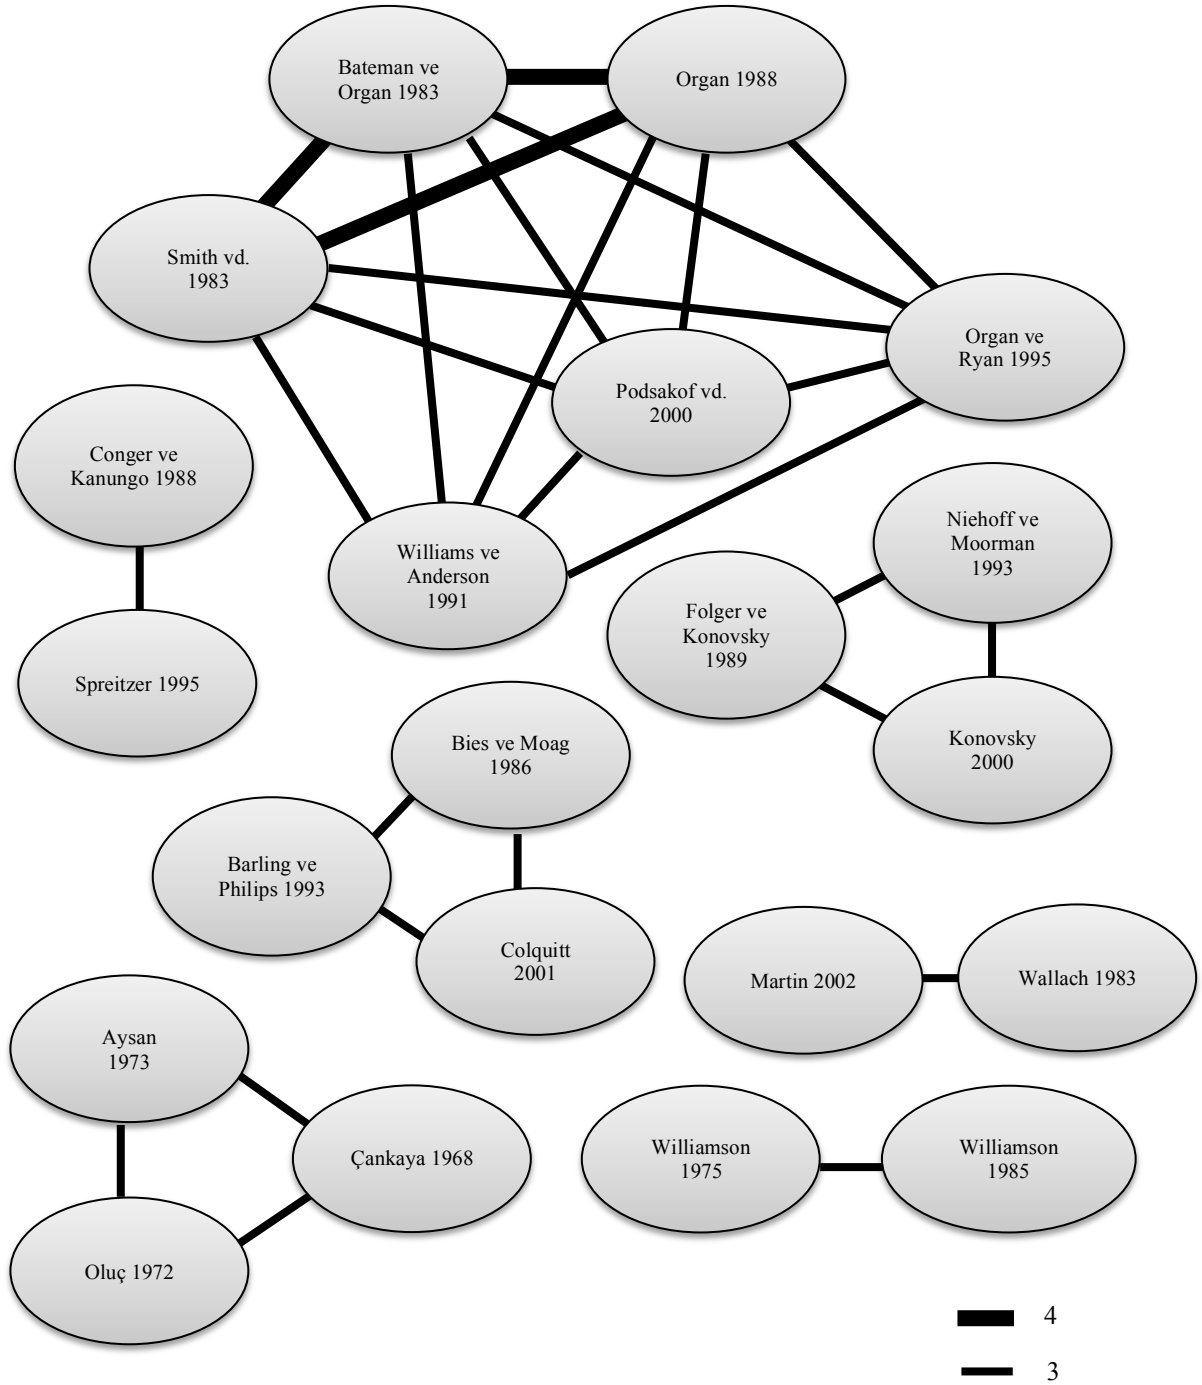 Bateman ve
Organ 1983
Organ 1988
Smith vd.
1983
Organ ve
Ryan 1995
Podsakof vd.
2000
Conger ve
Kanungo 1988
Williams ve
Anderson
1991
Niehoff ve
Moorman
1993
Folger ve
Konovsky
1989
Spreitzer 1995
Konovsky
2000
Bies ve Moag
1986
Barling ve
Philips 1993
Colquitt
2001
Martin 2002
Wallach 1983
Aysan
1973
Çankaya 1968
Williamson
1975
Williamson
1985
Oluç 1972
4
3